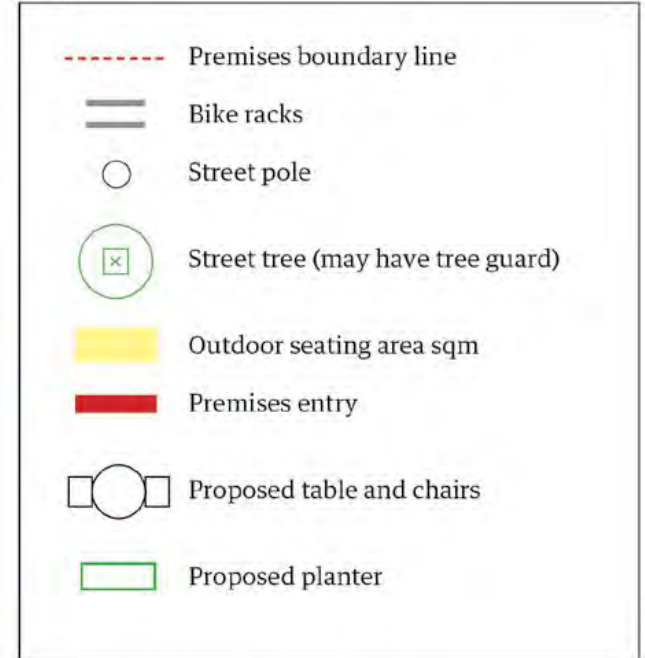 Premises boundary line
Bike racks
Street pole
Street tree (may have tree guard)
Outdoor seating area sqm
Premises entry
Proposed table and chairs
Proposed planter